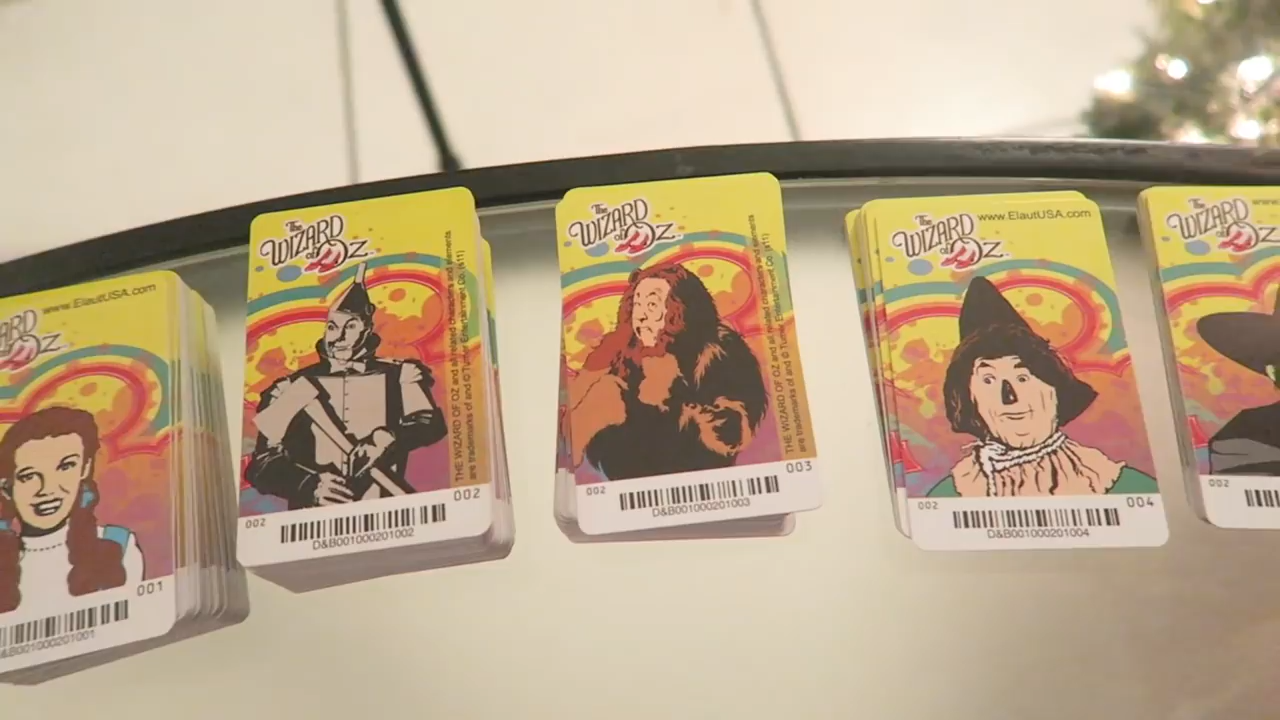 www.ElautUSA.com
ARD
Oz
001
&B001000201001
The
WIZARD
of Oz
THE WIZARD OF OZ and all related characters and elements
are trademarks of and © Turner Entertainment Co. (s11)
002
002
D&B001000201002
The
WIZARD
of Oz
THE WIZARD OF OZ and all related characters and elements
are trademarks of and © Turner Entertainment Co. (s11)
002
003
D&B001000201003
The
WIZARD
of Oz
www.ElautUSA.com
002
004
D&B001000201004
The
WIZARD
of Oz
www
002